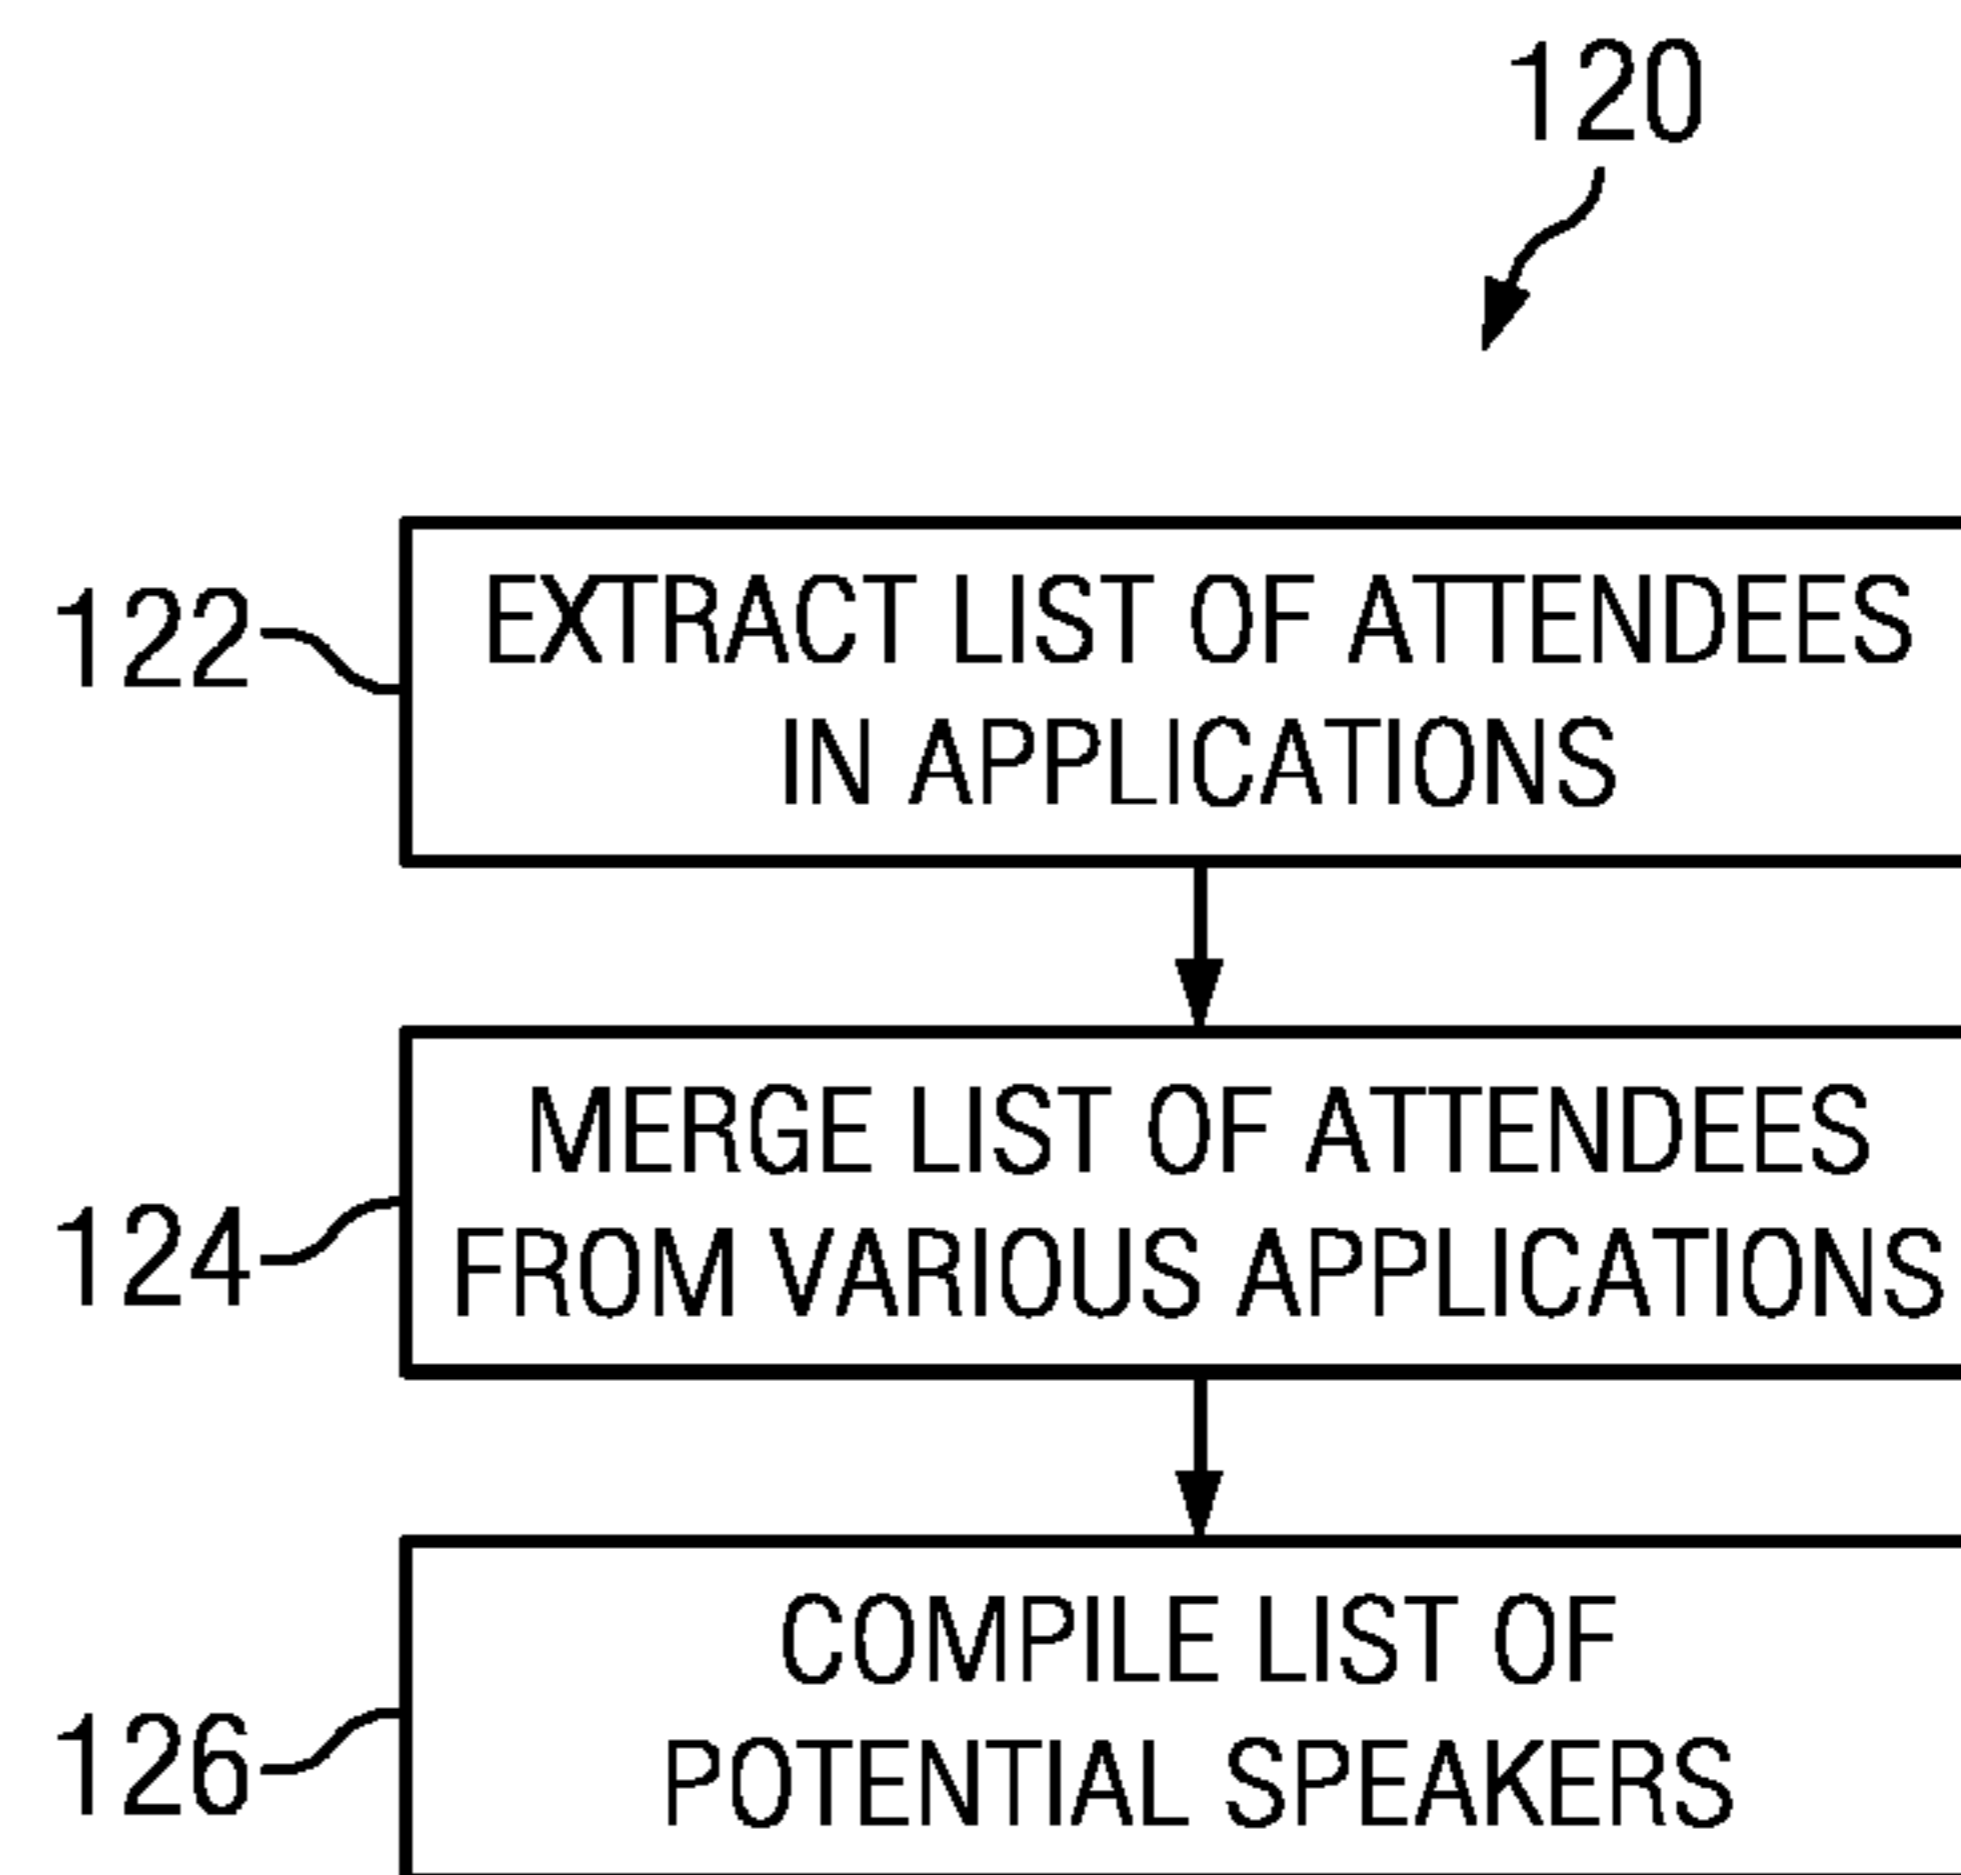 120
122
EXTRACT LIST OF ATTENDEES
IN APPLICATIONS
124
MERGE LIST OF ATTENDEES
FROM VARIOUS APPLICATIONS
126
COMPILE LIST OF
POTENTIAL SPEAKERS